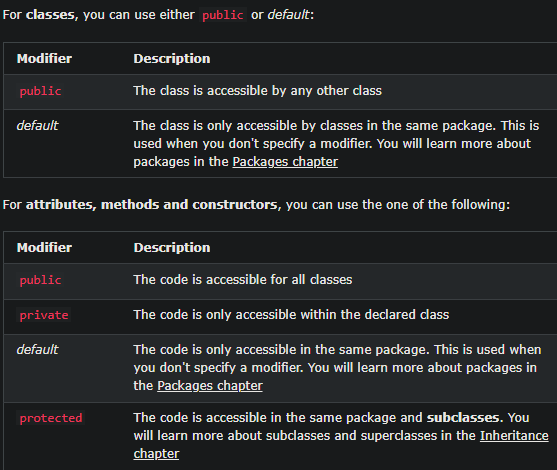 For classes, you can use either public or default:
Modifier Description
public The class is accessible by any other class
default The class is only accessible by classes in the same package. This is
used when you don't specify a modifier. You will learn more about
packages in the Packages chapter
For attributes, methods and constructors, you can use the one of the following:
Modifier Description
public The code is accessible for all classes
private The code is only accessible within the declared class
default The code is only accessible in the same package. This is used when
you don't specify a modifier. You will learn more about packages in
the Packages chapter
protected The code is accessible in the same package and subclasses. You
will learn more about subclasses and superclasses in the Inheritance
chapter